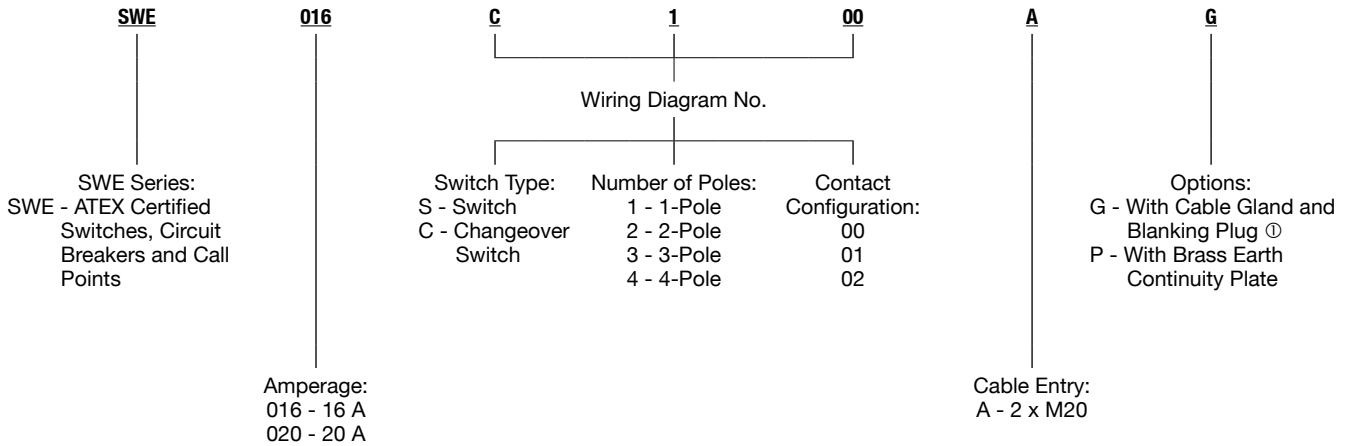 SWE 016 C 1 00 A G
Wiring Diagram No.
SWE Series:
SWE - ATEX Certified
Switches, Circuit
Breakers and Call
Points
Switch Type:
S - Switch
C - Changeover
Switch
Number of Poles:
1 - 1-Pole
2 - 2-Pole
3 - 3-Pole
4 - 4-Pole
Contact
Configuration:
00
01
02
Options:
G - With Cable Gland and
Blanking Plug ①
P - With Brass Earth
Continuity Plate
Amperage:
016 - 16 A
020 - 20 A
Cable Entry:
A - 2 x M20